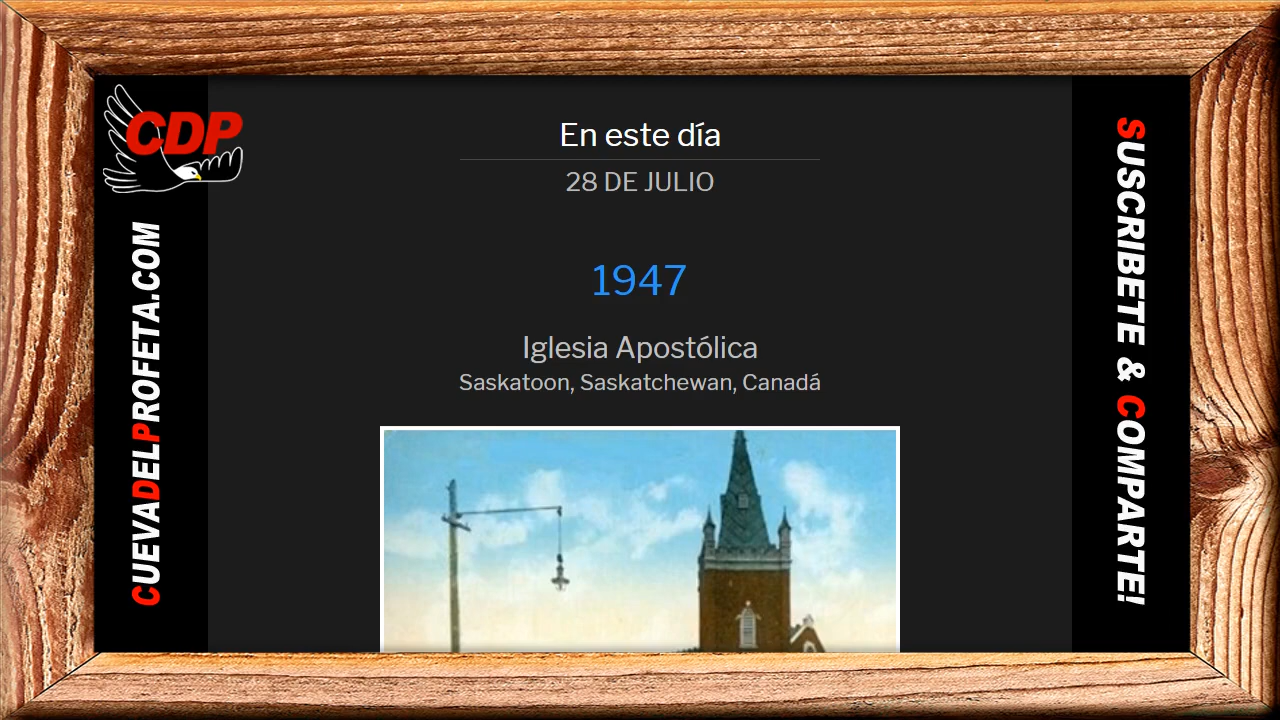 CDP
CUEVADELPROFETA.COM
En este día
28 DE JULIO
1947
Iglesia Apostólica
Saskatoon, Saskatchewan, Canadá
SUSCRIBETE & COMPARTE!